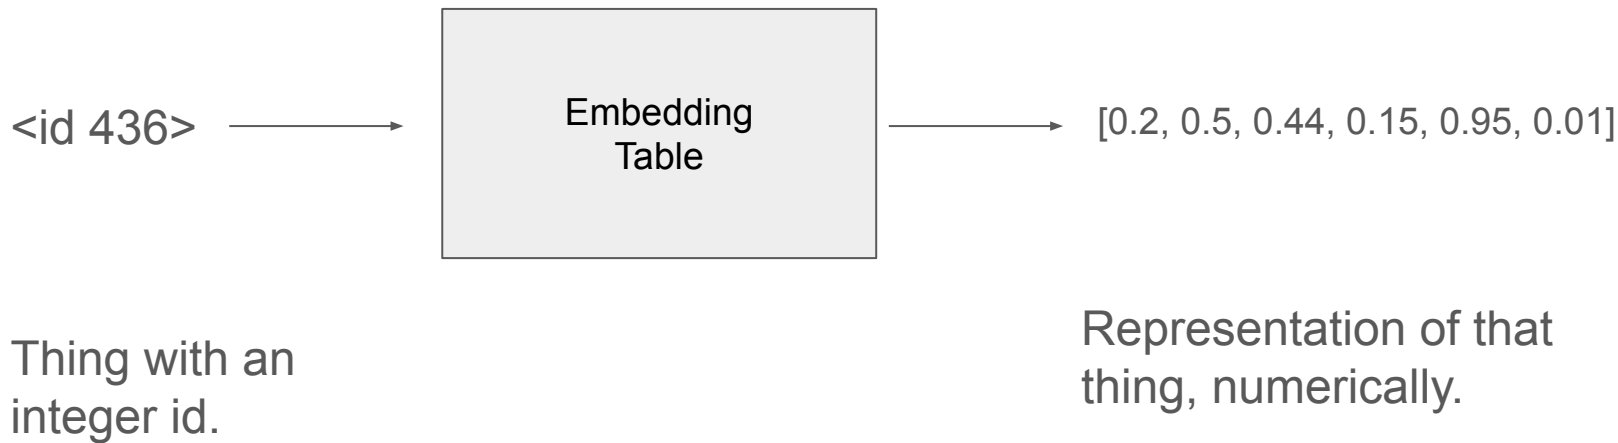 <id 436>
Embedding
Table
[0.2, 0.5, 0.44, 0.15, 0.95, 0.01]
Thing with an
integer id.
Representation of that
thing, numerically.